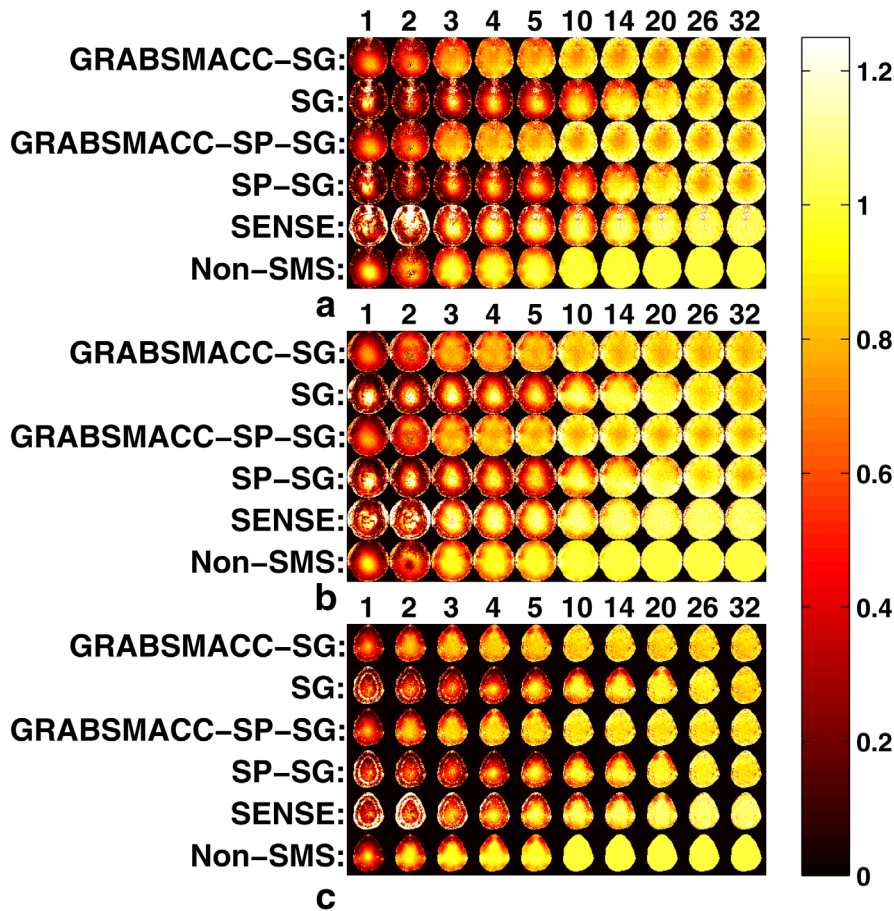 1 2 3 4 5 10 14 20 26 32
GRABSMACC-SG:
SG:
GRABSMACC-SP-SG:
SP-SG:
SENSE:
Non-SMS:
a
1 2 3 4 5 10 14 20 26 32
GRABSMACC-SG:
SG:
GRABSMACC-SP-SG:
SP-SG:
SENSE:
Non-SMS:
b
1 2 3 4 5 10 14 20 26 32
GRABSMACC-SG:
SG:
GRABSMACC-SP-SG:
SP-SG:
SENSE:
Non-SMS:
c
1.2
1
0.8
0.6
0.4
0.2
0